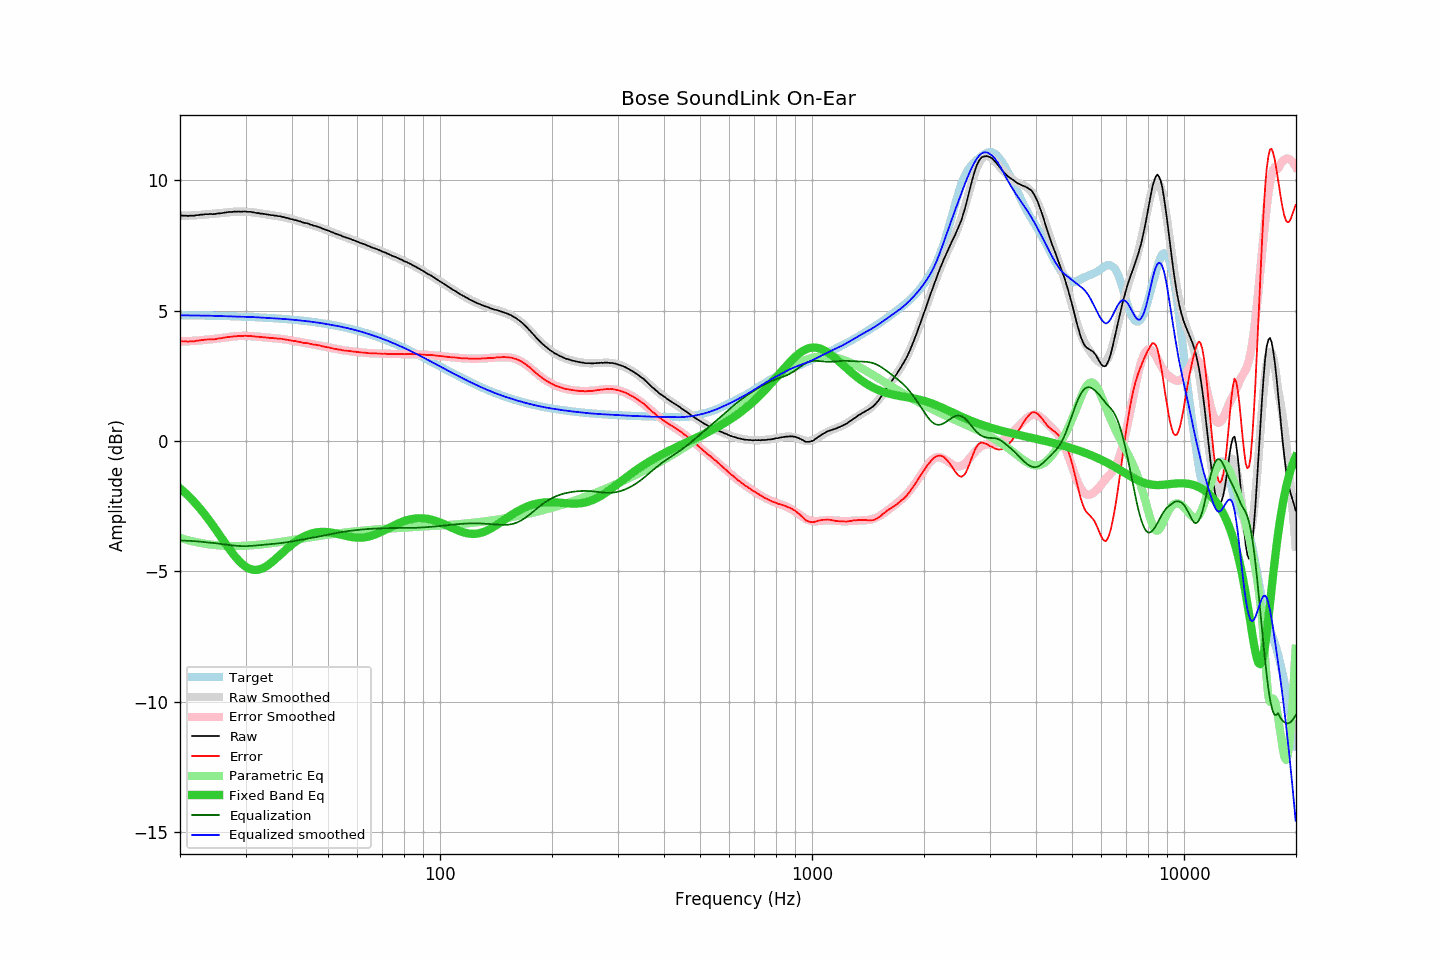 Bose SoundLink On-Ear
10
5
0
−5
−10
−15
Amplitude (dBr)
Target
Raw Smoothed
Error Smoothed
Raw
Error
Parametric Eq
Fixed Band Eq
Equalization
Equalized smoothed
100
1000
10000
Frequency (Hz)